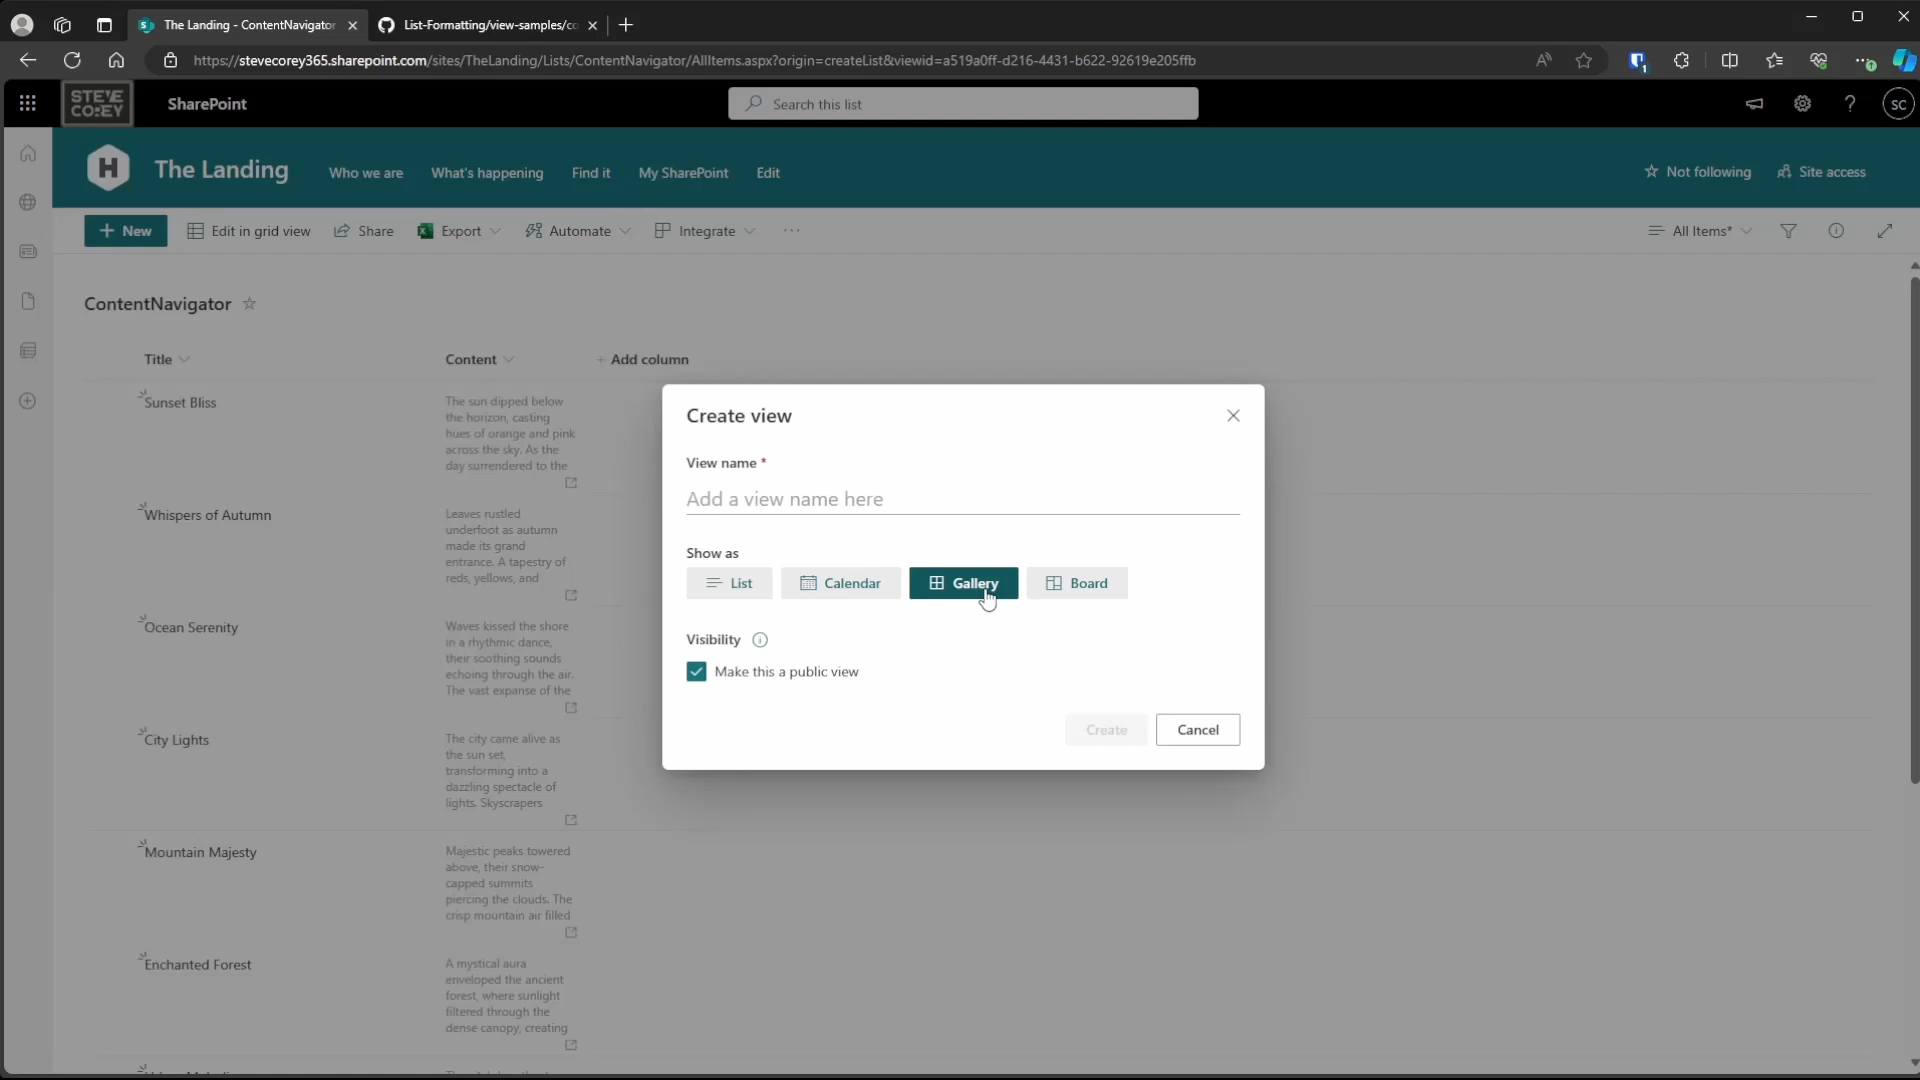 The Landing - ContentNavigator
List-Formatting/view-samples/co
https://stevecorey365.sharepoint.com/sites/TheLanding/Lists/ContentNavigator/AllItems.aspx?origin=createList&viewid=a519a0ff-d216-4431-b622-92619e205ffb
STEVE
COREY
SharePoint
Search this list
SC
H
The Landing
Who we are
What's happening
Find it
My SharePoint
Edit
Not following
Site access
New
Edit in grid view
Share
Export
Automate
Integrate
All Items*
ContentNavigator
Title
Content
+ Add column
Sunset Bliss
The sun dipped below
the horizon, casting
hues of orange and pink
across the sky. As the
day surrendered to the
Whispers of Autumn
Leaves rustled
underfoot as autumn
made its grand
entrance. A tapestry of
reds, yellows, and
Ocean Serenity
Waves kissed the shore
in a rhythmic dance,
their soothing sounds
echoing through the air.
The vast expanse of the
City Lights
The city came alive as
the sun set,
transforming into a
dazzling spectacle of
lights. Skyscrapers
Mountain Majesty
Majestic peaks towered
above, their snow-
capped summits
piercing the clouds. The
crisp mountain air filled
Enchanted Forest
A mystical aura
enveloped the ancient
forest, where sunlight
filtered through the
dense canopy, creating
Create view
View name *
Add a view name here
Show as
List
Calendar
Gallery
Board
Visibility
Make this a public view
Create
Cancel